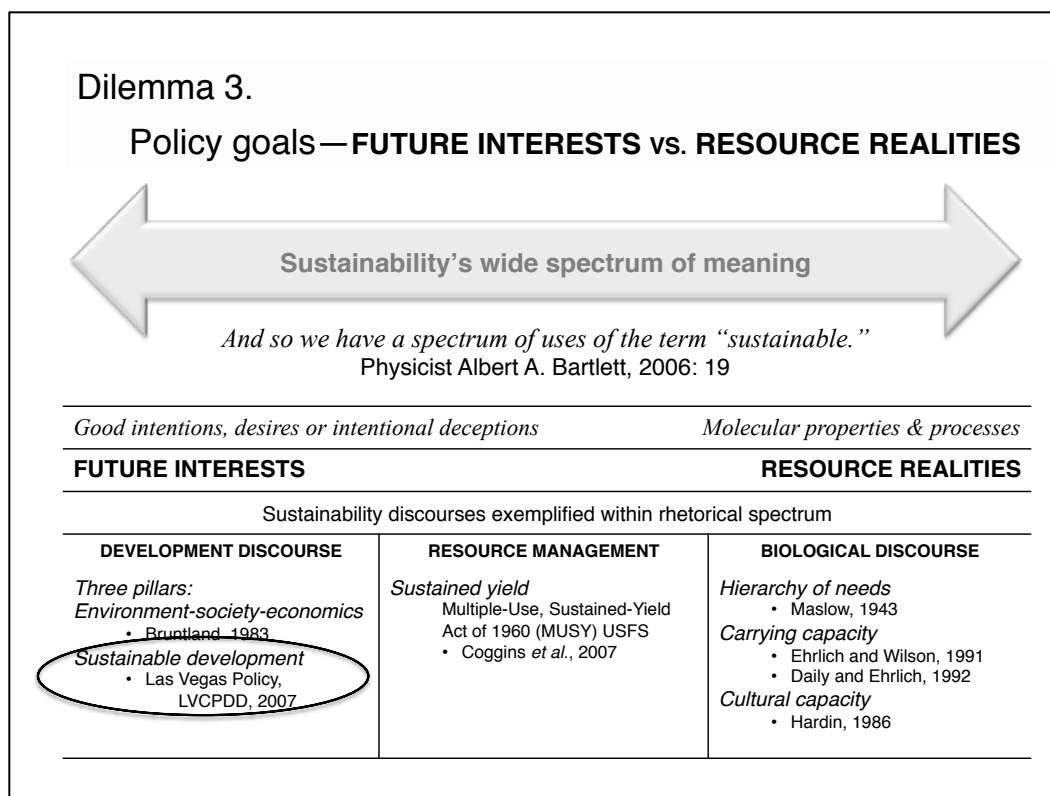 Dilemma 3.
Policy goals—FUTURE INTERESTS vs. RESOURCE REALITIES
Sustainability’s wide spectrum of meaning
And so we have a spectrum of uses of the term “sustainable.”
Physicist Albert A. Bartlett, 2006: 19
Good intentions, desires or intentional deceptions
Molecular properties & processes
FUTURE INTERESTS
RESOURCE REALITIES
Sustainability discourses exemplified within rhetorical spectrum
DEVELOPMENT DISCOURSE
Three pillars:
Environment-society-economics
• Bruntland, 1983
Sustainable development
• Las Vegas Policy,
LVCPDD, 2007
RESOURCE MANAGEMENT
Sustained yield
Multiple-Use, Sustained-Yield
Act of 1960 (MUSY) USFS
• Coggins et al., 2007
BIOLOGICAL DISCOURSE
Hierarchy of needs
• Maslow, 1943
Carrying capacity
• Ehrlich and Wilson, 1991
• Daily and Ehrlich, 1992
Cultural capacity
• Hardin, 1986